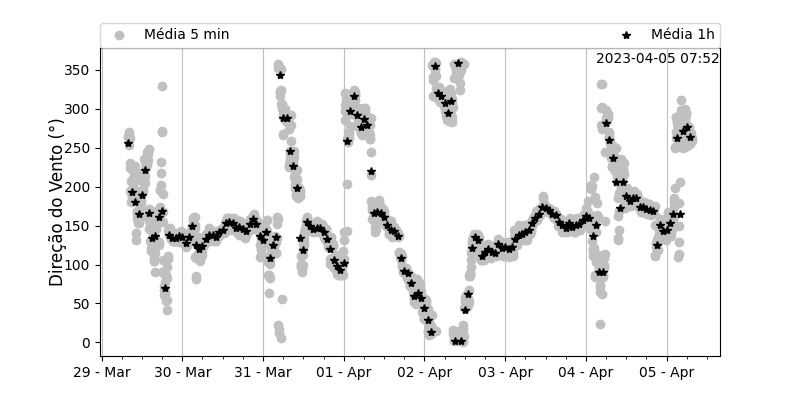 Média 5 min
Média 1h
2023-04-05 07:52
Direção do Vento (°)
350
300
250
200
150
100
50
0
29 - Mar
30 - Mar
31 - Mar
01 - Apr
02 - Apr
03 - Apr
04 - Apr
05 - Apr